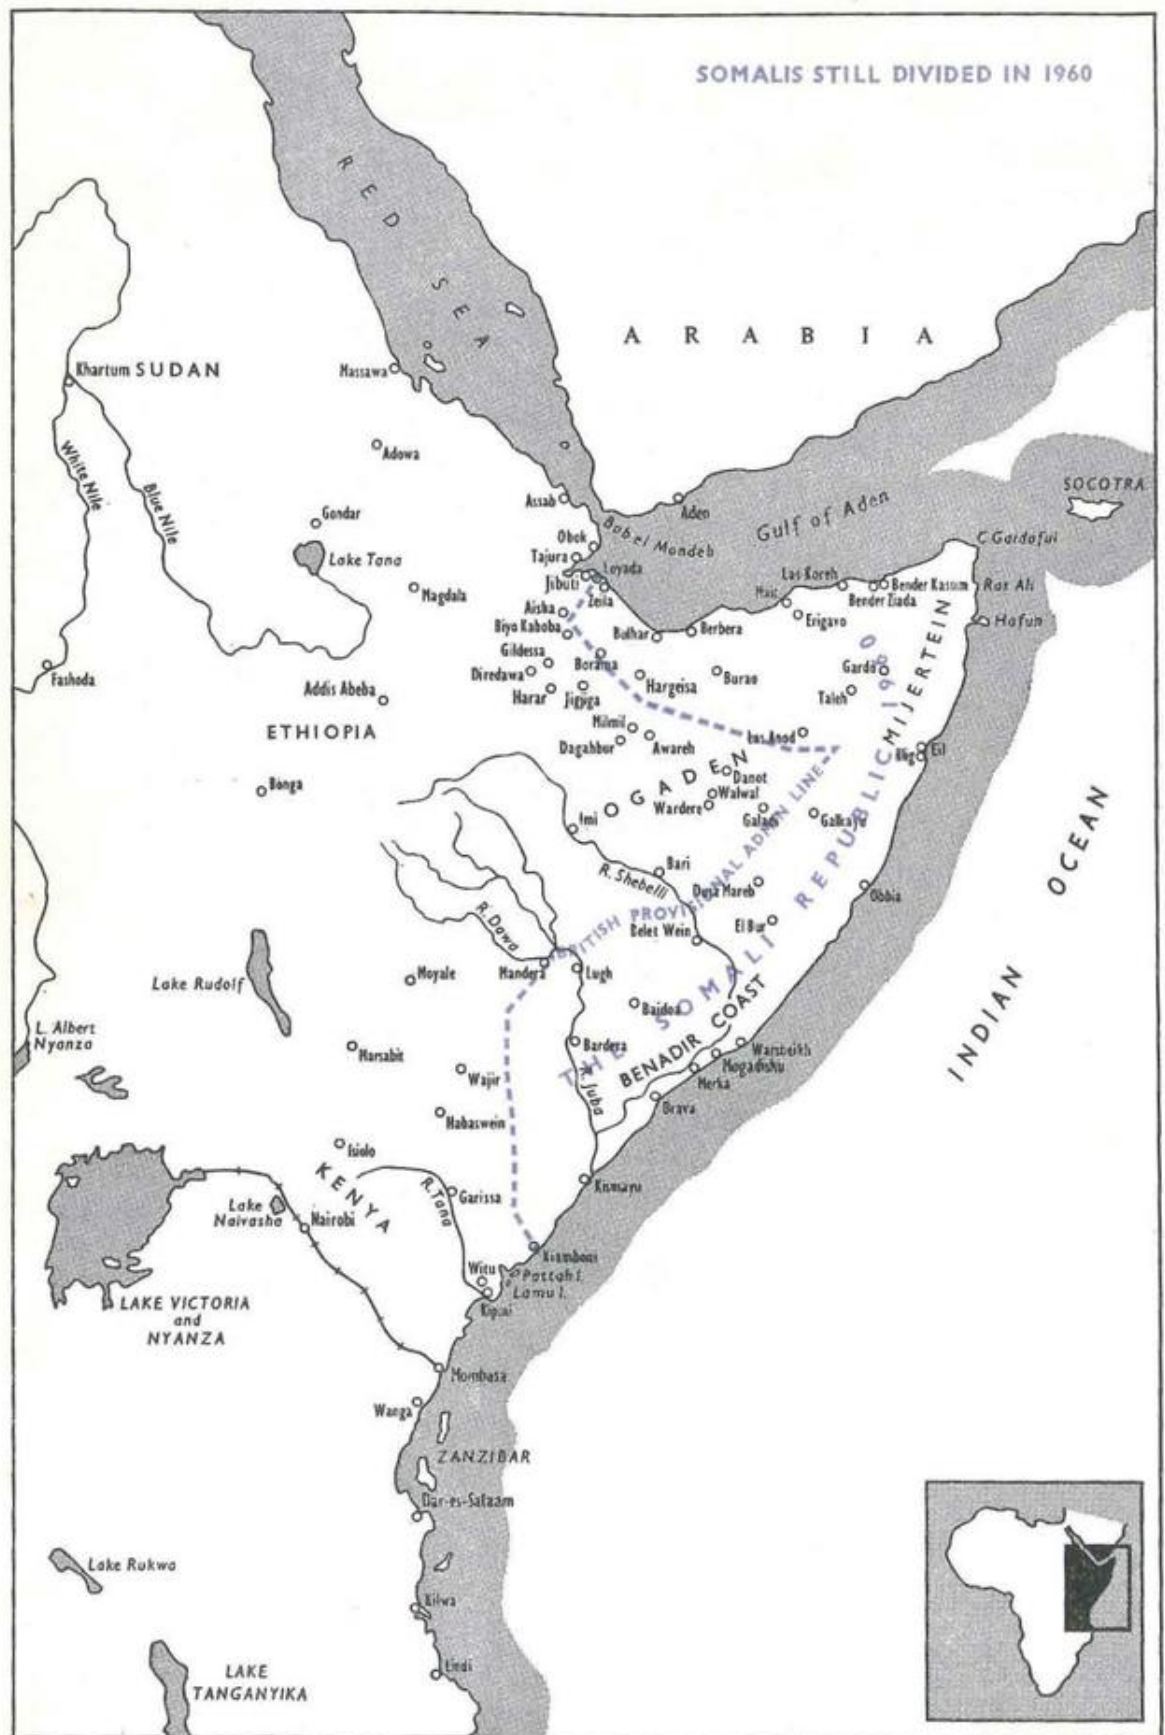 SOMALIS STILL DIVIDED IN 1960
RED SEA
ARABIA
Khartum
SUDAN
Massawa
White Nile
Blue Nile
Adowa
Gondar
Lake Tana
Magdala
Assab
Aden
Gulf of Aden
SOCOTRA
Babel Mandeb
Obok
Tajura
Loyada
Jibuti
Zeila
C Gardafui
Las Koreh
Bender Kassim
Ras Ali
Bender Ziada
Aisha
Biyo Kaboba
Bulhar
Berbera
Erigavo
Hafun
Gildessa
Borama
Diredawa
Hargeisa
Burao
Gardo
Harar
Jigjiga
Taleh
MIJERTEIN
Fashoda
Addis Abeba
ETHIOPIA
Milmil
Dagahbur
Awareh
Las Anod
Eil
Illig
Bonga
OGADEN
Danot
Walwal
Wardere
Galadi
Galkayu
Imi
Bari
R. Shebelli
Dusa Mareb
Obbia
BRITISH PROVISIONAL ADMIN LINE
R. Dawa
Belet Wein
El Bur
THE SOMALI REPUBLIC 1960
INDIAN OCEAN
Lake Rudolf
Moyale
Mandera
Lugh
Baidoa
L. Albert
Nyanza
Marsabit
Bardera
BENADIR COAST
Warsheikh
Mogadishu
Merka
Wajir
R. Juba
Brava
Habaswein
Isiolo
KENYA
R. Tana
Garissa
Kismayu
Lake
Naivasha
Nairobi
Kiamboni
Witu
Pattah I.
Lamu I.
Kipini
LAKE VICTORIA
and
NYANZA
Mombasa
Wanga
ZANZIBAR
Dar-es-Salaam
Lake Rukwa
Kilwa
Lindi
LAKE
TANGANYIKA